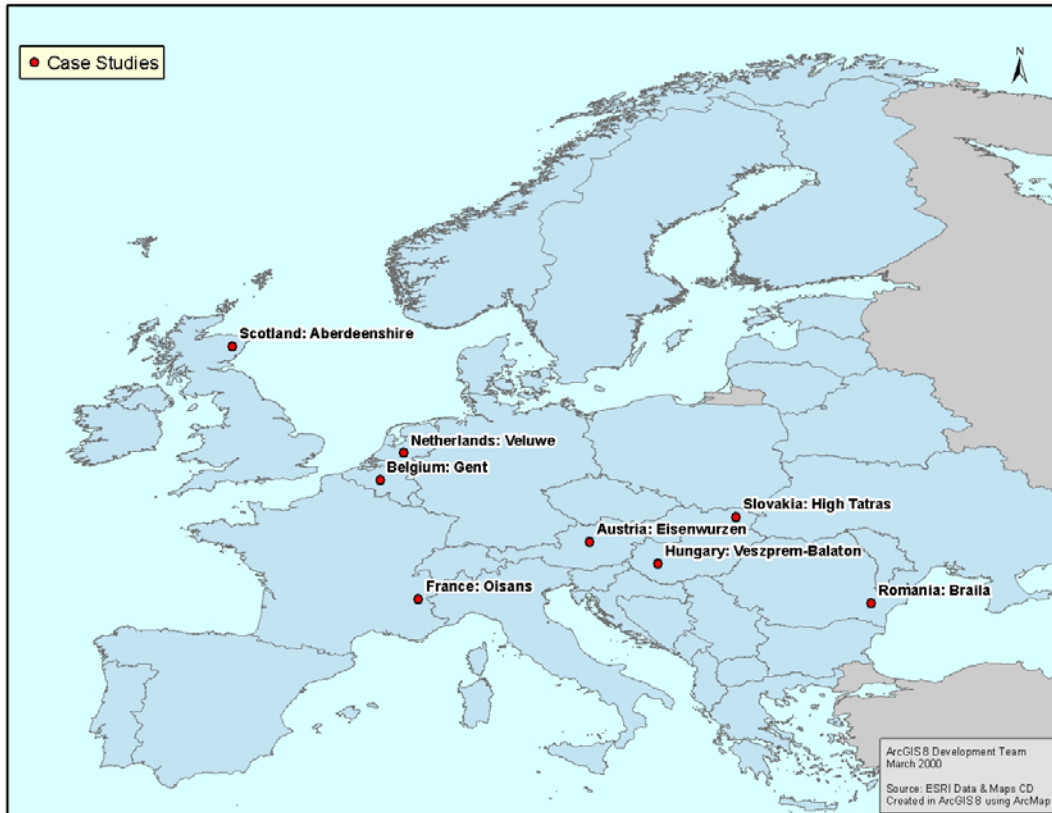 Case Studies
N
Scotland: Aberdeenshire
Netherlands: Veluwe
Belgium: Gent
Slovakia: High Tatras
Austria: Eisenwurzen
Hungary: Veszprem-Balaton
France: Oisans
Romania: Braila
ArcGIS 8 Development Team
March 2000
Source: ESRI Data & Maps CD
Created in ArcGIS 8 using ArcMap